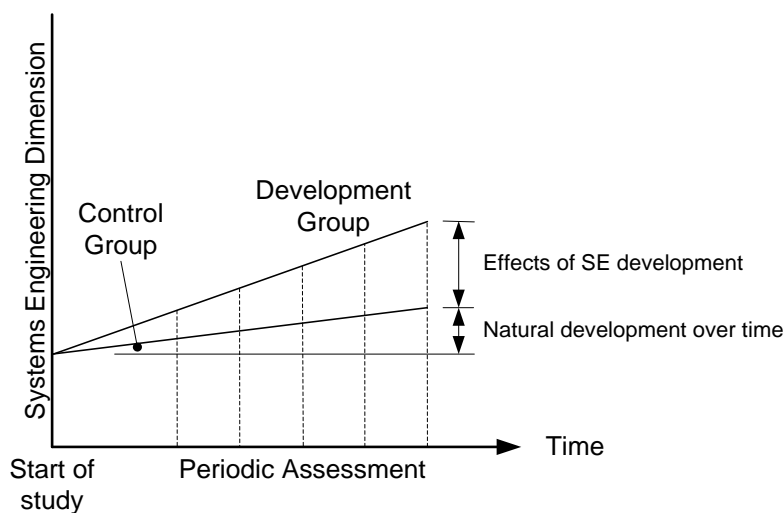 Systems Engineering Dimension
Development
Group
Control
Group
Effects of SE development
Natural development over time
Time
Start of
study
Periodic Assessment